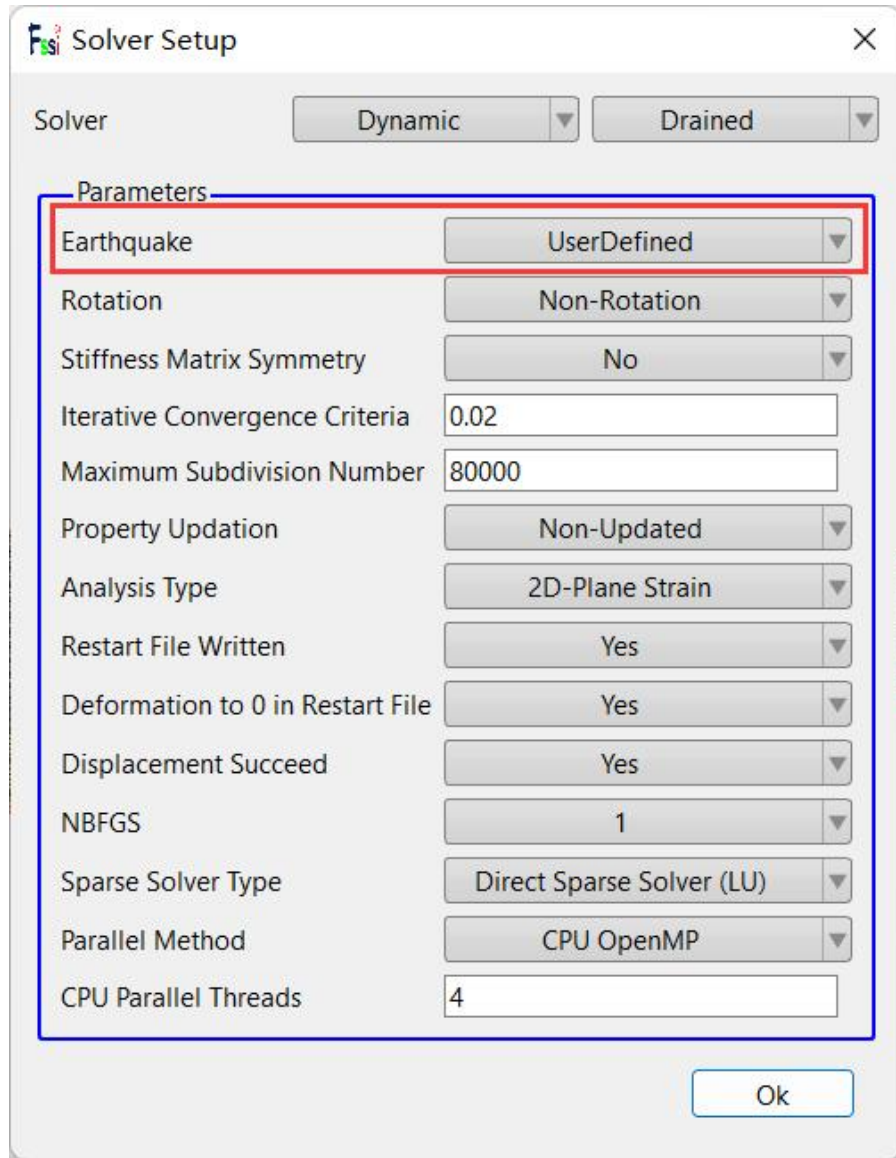 Fssi Solver Setup
Solver Dynamic Drained
Parameters
Earthquake UserDefined
Rotation Non-Rotation
Stiffness Matrix Symmetry No
Iterative Convergence Criteria 0.02
Maximum Subdivision Number 80000
Property Updation Non-Updated
Analysis Type 2D-Plane Strain
Restart File Written Yes
Deformation to 0 in Restart File Yes
Displacement Succeed Yes
NBFGS 1
Sparse Solver Type Direct Sparse Solver (LU)
Parallel Method CPU OpenMP
CPU Parallel Threads 4
Ok